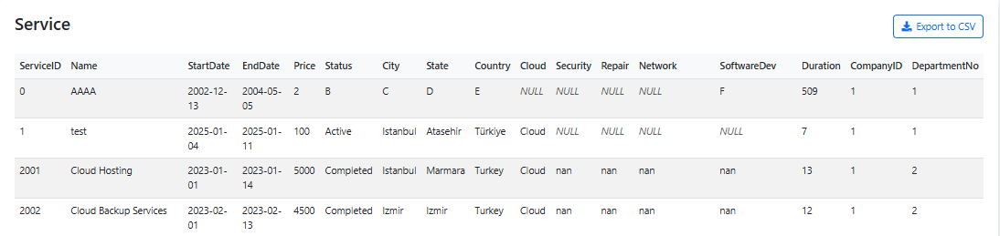 Service
Export to CSV
ServiceID Name StartDate EndDate Price Status City State Country Cloud Security Repair Network SoftwareDev Duration CompanyID DepartmentNo
0 AAAA 2002-12- 2004-05- 2 B C D E NULL NULL NULL NULL F 509 1 1
13 05
1 test 2025-01- 2025-01- 100 Active Istanbul Atasehir Türkiye Cloud NULL NULL NULL NULL 7 1 1
04 11
2001 Cloud Hosting 2023-01- 2023-01- 5000 Completed Istanbul Marmara Turkey Cloud nan nan nan nan 13 1 2
01 14
2002 Cloud Backup Services 2023-02- 2023-02- 4500 Completed Izmir Izmir Turkey Cloud nan nan nan nan 12 1 2
01 13